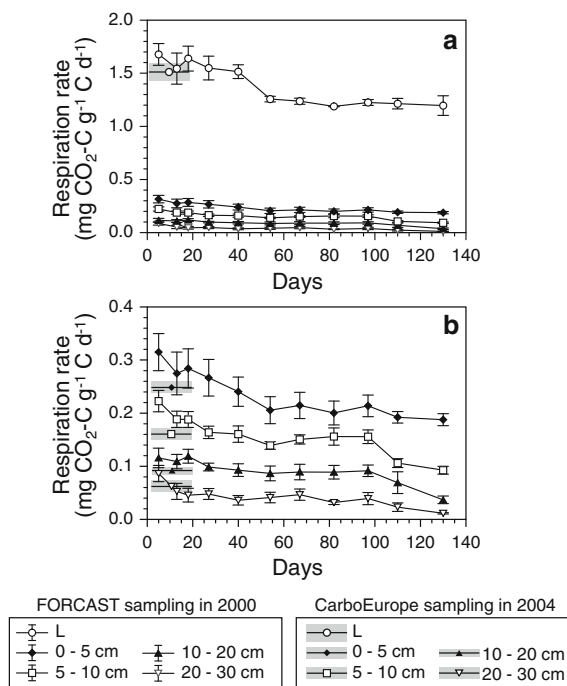 a
Respiration rate
(mg CO₂-C g⁻¹ C d⁻¹)
2.0
1.5
1.0
0.5
0.0
0 20 40 60 80 100 120 140
Days
b
Respiration rate
(mg CO₂-C g⁻¹ C d⁻¹)
0.4
0.3
0.2
0.1
0.0
0 20 40 60 80 100 120 140
Days
FORCAST sampling in 2000
L
0 - 5 cm
10 - 20 cm
5 - 10 cm
20 - 30 cm
CarboEurope sampling in 2004
L
0 - 5 cm
10 - 20 cm
5 - 10 cm
20 - 30 cm